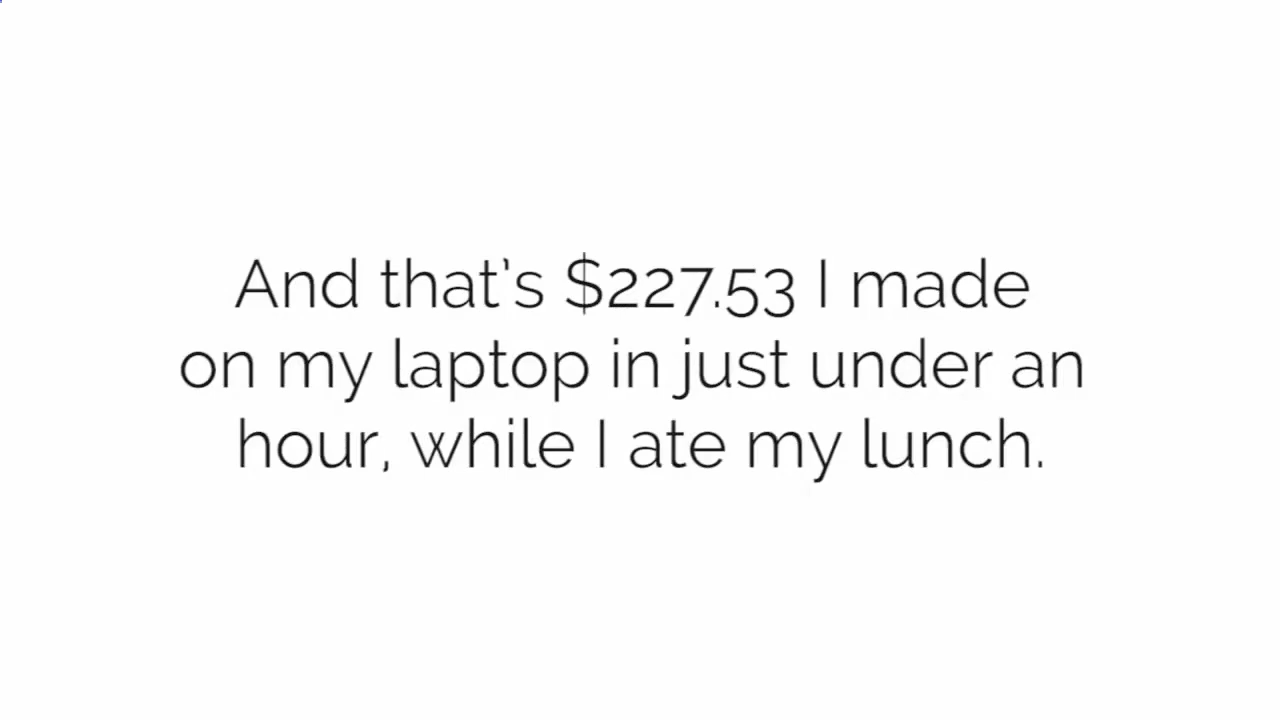 And that's $227.53 I made
on my laptop in just under an
hour, while I ate my lunch.